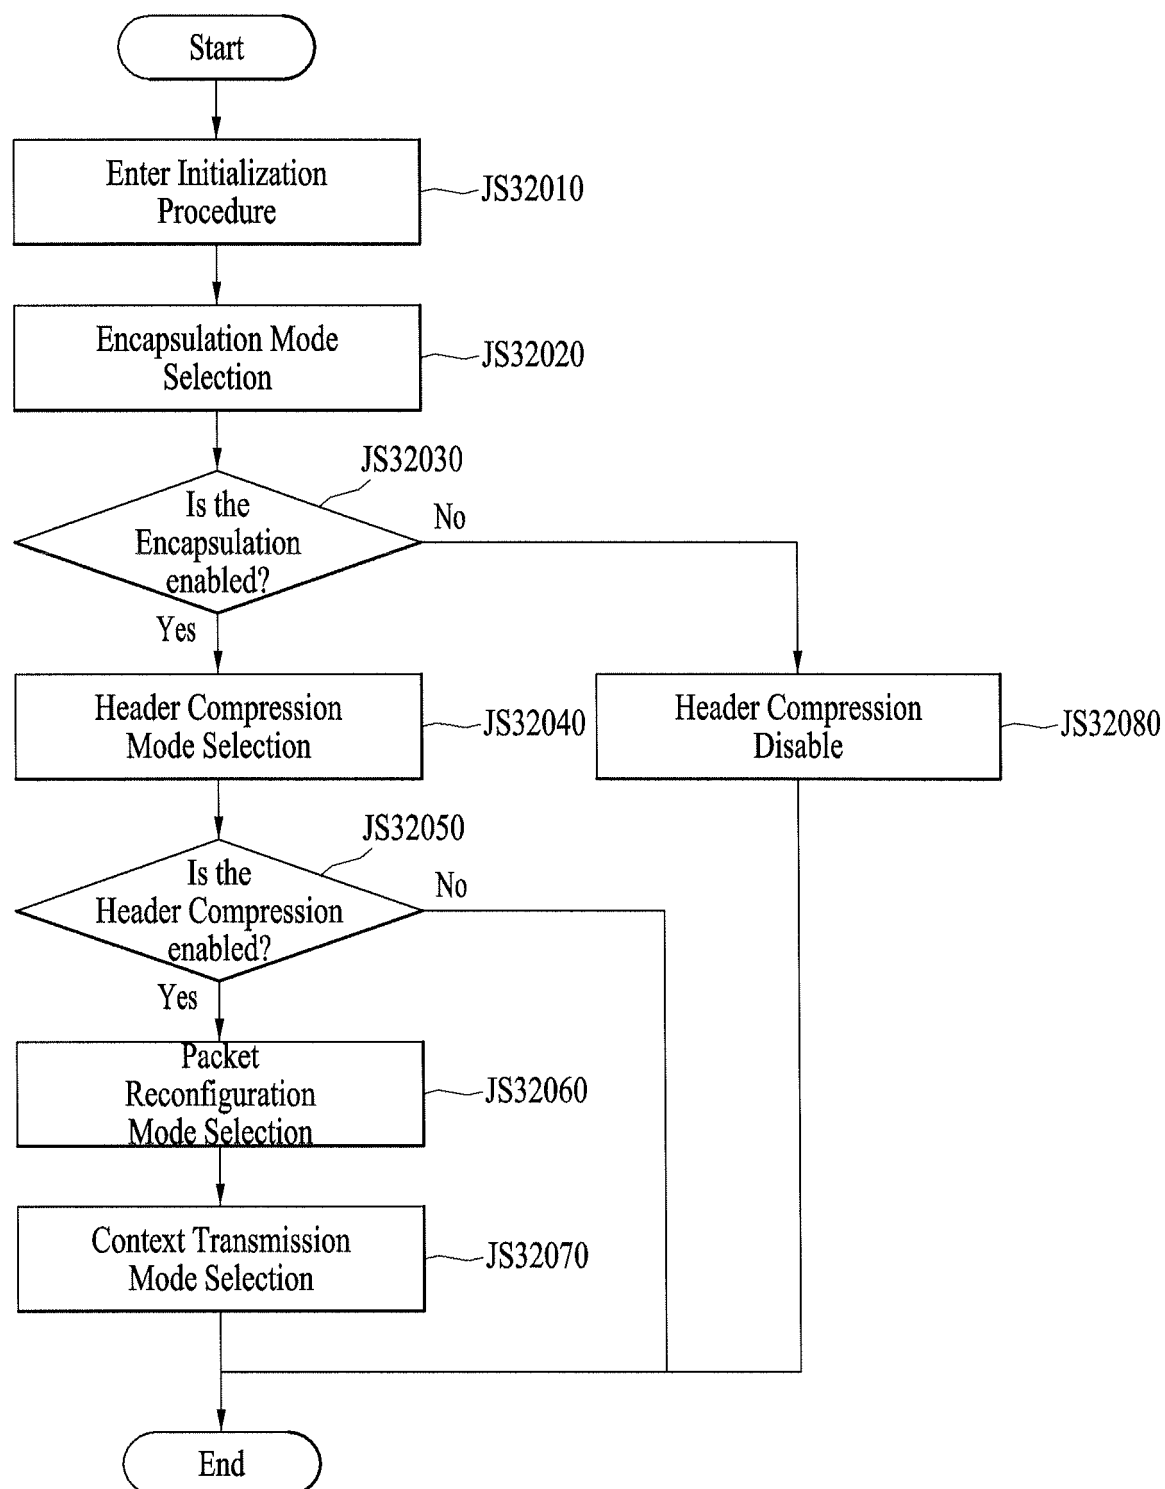 Start
Enter Initialization
Procedure
JS32010
Encapsulation Mode
Selection
JS32020
JS32030
Is the
Encapsulation
enabled?
No
Yes
Header Compression
Mode Selection
JS32040
Header Compression
Disable
JS32080
JS32050
Is the
Header Compression
enabled?
No
Yes
Packet
Reconfiguration
Mode Selection
JS32060
Context Transmission
Mode Selection
JS32070
End